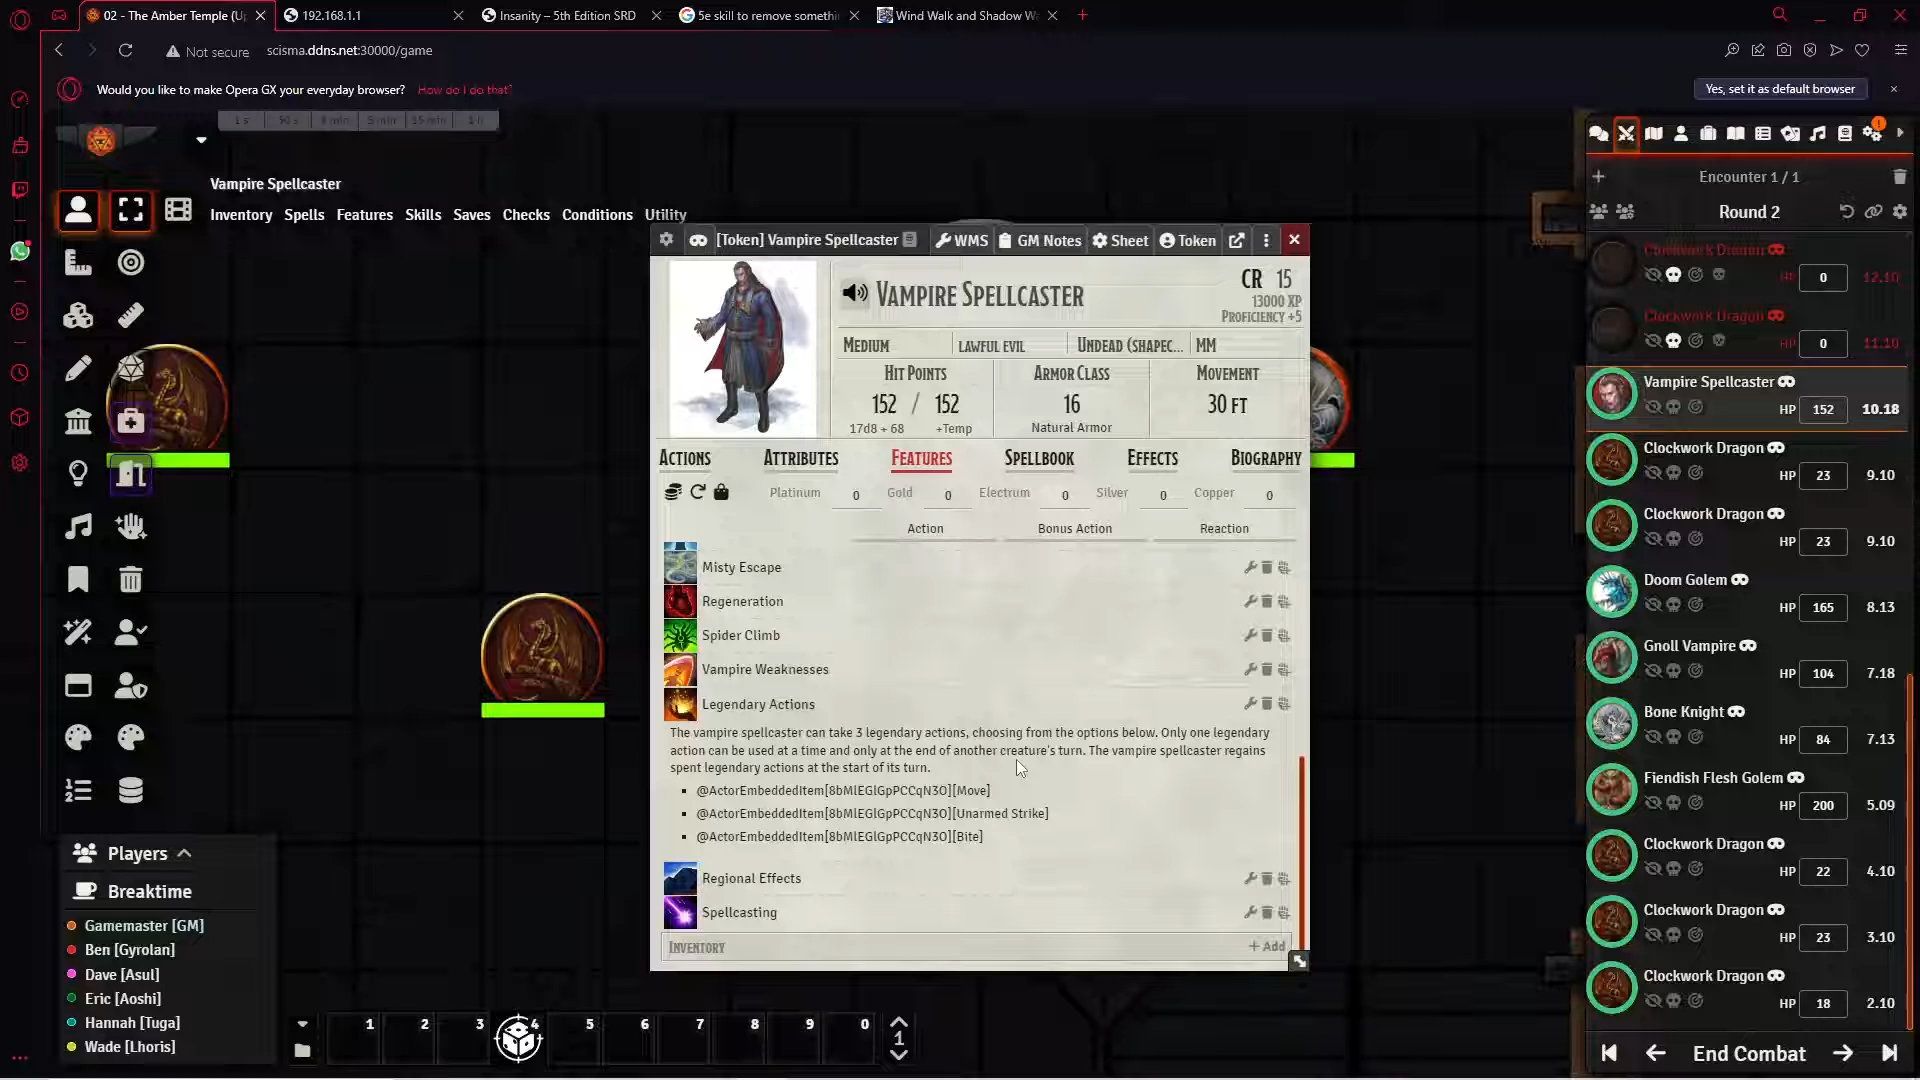 02 - The Amber Temple (U
192.168.1.1
Insanity – 5th Edition SRD
5e skill to remove somethi
Wind Walk and Shadow Wa
Not secure
scisma.ddns.net:30000/game
Would you like to make Opera GX your everyday browser?
How do I do that?
Yes, set it as default browser
1 s
30 s
5 min
15 min
1 h
Vampire Spellcaster
Inventory
Spells
Features
Skills
Saves
Checks
Conditions
Utility
[Token] Vampire Spellcaster
WMS
GM Notes
Sheet
Token
VAMPIRE SPELLCASTER
CR 15
13000 XP
PROFICIENCY +5
MEDIUM
LAWFUL EVIL
UNDEAD (SHAPEC...
MM
HIT POINTS
152 / 152
17d8 + 68
+Temp
ARMOR CLASS
16
Natural Armor
MOVEMENT
30 FT
ACTIONS
ATTRIBUTES
FEATURES
SPELLBOOK
EFFECTS
BIOGRAPHY
Platinum 0
Gold 0
Electrum 0
Silver 0
Copper 0
Action
Bonus Action
Reaction
Misty Escape
Regeneration
Spider Climb
Vampire Weaknesses
Legendary Actions
The vampire spellcaster can take 3 legendary actions, choosing from the options below. Only one legendary
action can be used at a time and only at the end of another creature's turn. The vampire spellcaster regains
spent legendary actions at the start of its turn.
@ActorEmbeddedItem[8bMlEGlGpPCCqN3O][Move]
@ActorEmbeddedItem[8bMlEGlGpPCCqN3O][Unarmed Strike]
@ActorEmbeddedItem[8bMlEGlGpPCCqN3O][Bite]
Regional Effects
Spellcasting
INVENTORY
+ Add
Players
Breaktime
Gamemaster [GM]
Ben [Gyrolan]
Dave [Asul]
Eric [Aoshi]
Hannah [Tuga]
Wade [Lhoris]
1
2
3
4
5
6
7
8
9
0
1
Encounter 1 / 1
Round 2
Clockwork Dragon
HP 0 12.10
Clockwork Dragon
HP 0 11.10
Vampire Spellcaster
HP 152 10.18
Clockwork Dragon
HP 23 9.10
Clockwork Dragon
HP 23 9.10
Doom Golem
HP 165 8.13
Gnoll Vampire
HP 104 7.18
Bone Knight
HP 84 7.13
Fiendish Flesh Golem
HP 200 5.09
Clockwork Dragon
HP 22 4.10
Clockwork Dragon
HP 23 3.10
Clockwork Dragon
HP 18 2.10
End Combat